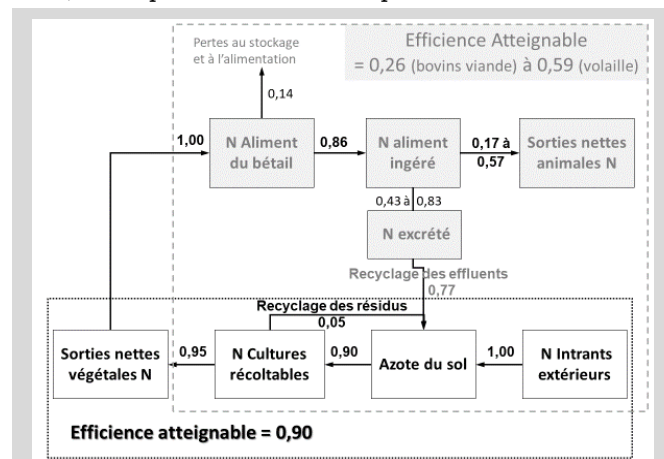 Pertes au stockage
et à l'alimentation
Efficience Atteignable
= 0,26 (bovins viande) à 0,59 (volaille)
0,14
1,00
N Aliment
du bétail
0,86
N aliment
ingéré
0,17 à
0,57
Sorties nettes
animales N
0,43 à 0,83
N excrété
Recyclage des effluents
0,77
Recyclage des résidus
0,05
Sorties nettes
végétales N
0,95
N Cultures
récoltables
0,90
Azote du sol
1,00
N Intrants
extérieurs
Efficience atteignable = 0,90